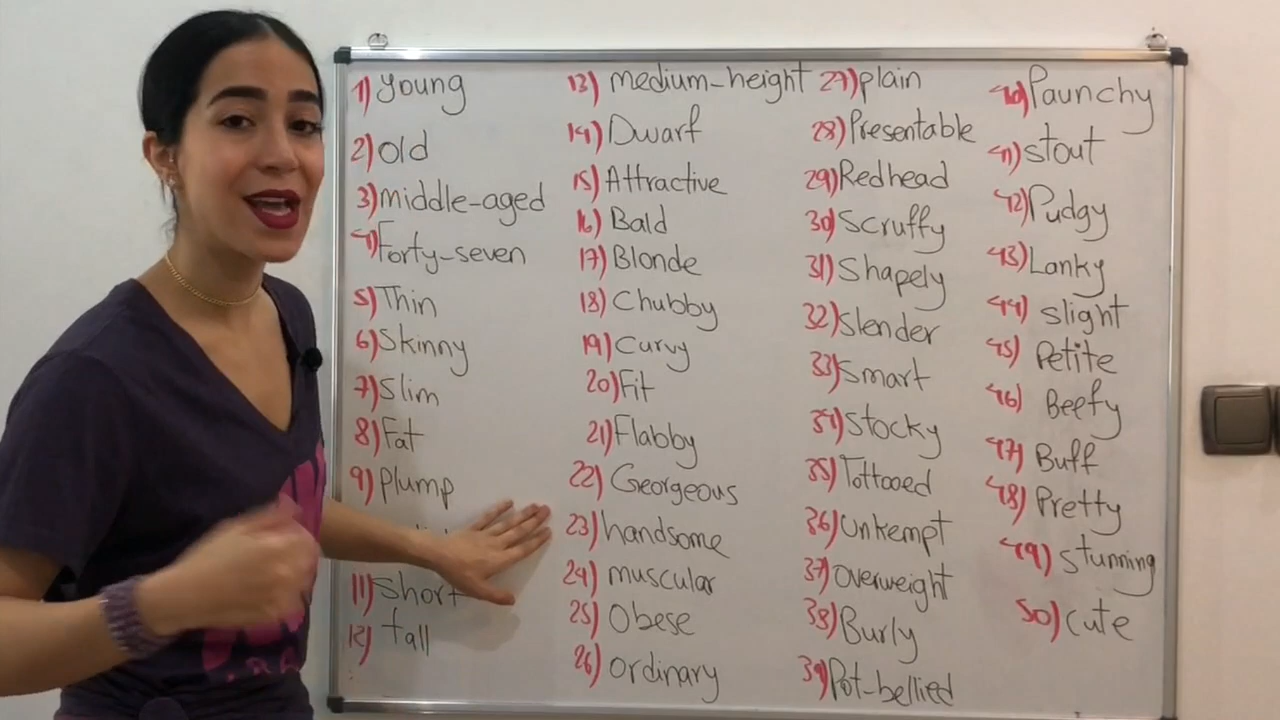 1) young
2) old
3) middle-aged
4) Forty-seven
5) Thin
6) Skinny
7) Slim
8) Fat
9) Plump
11) Short
12) tall
13) medium-height
14) Dwarf
15) Attractive
16) Bald
17) Blonde
18) Chubby
19) Curvy
20) Fit
21) Flabby
22) Georgeous
23) handsome
24) muscular
25) Obese
26) ordinary
27) plain
28) Presentable
29) Redhead
30) Scruffy
31) Shapely
32) Slender
33) Smart
34) Stocky
35) Tottooed
36) Unkempt
37) overweight
38) Burly
39) Pot-bellied
40) Paunchy
41) stout
42) Pudgy
43) Lanky
44) slight
45) Petite
46) Beefy
47) Buff
48) Pretty
49) stunning
50) cute